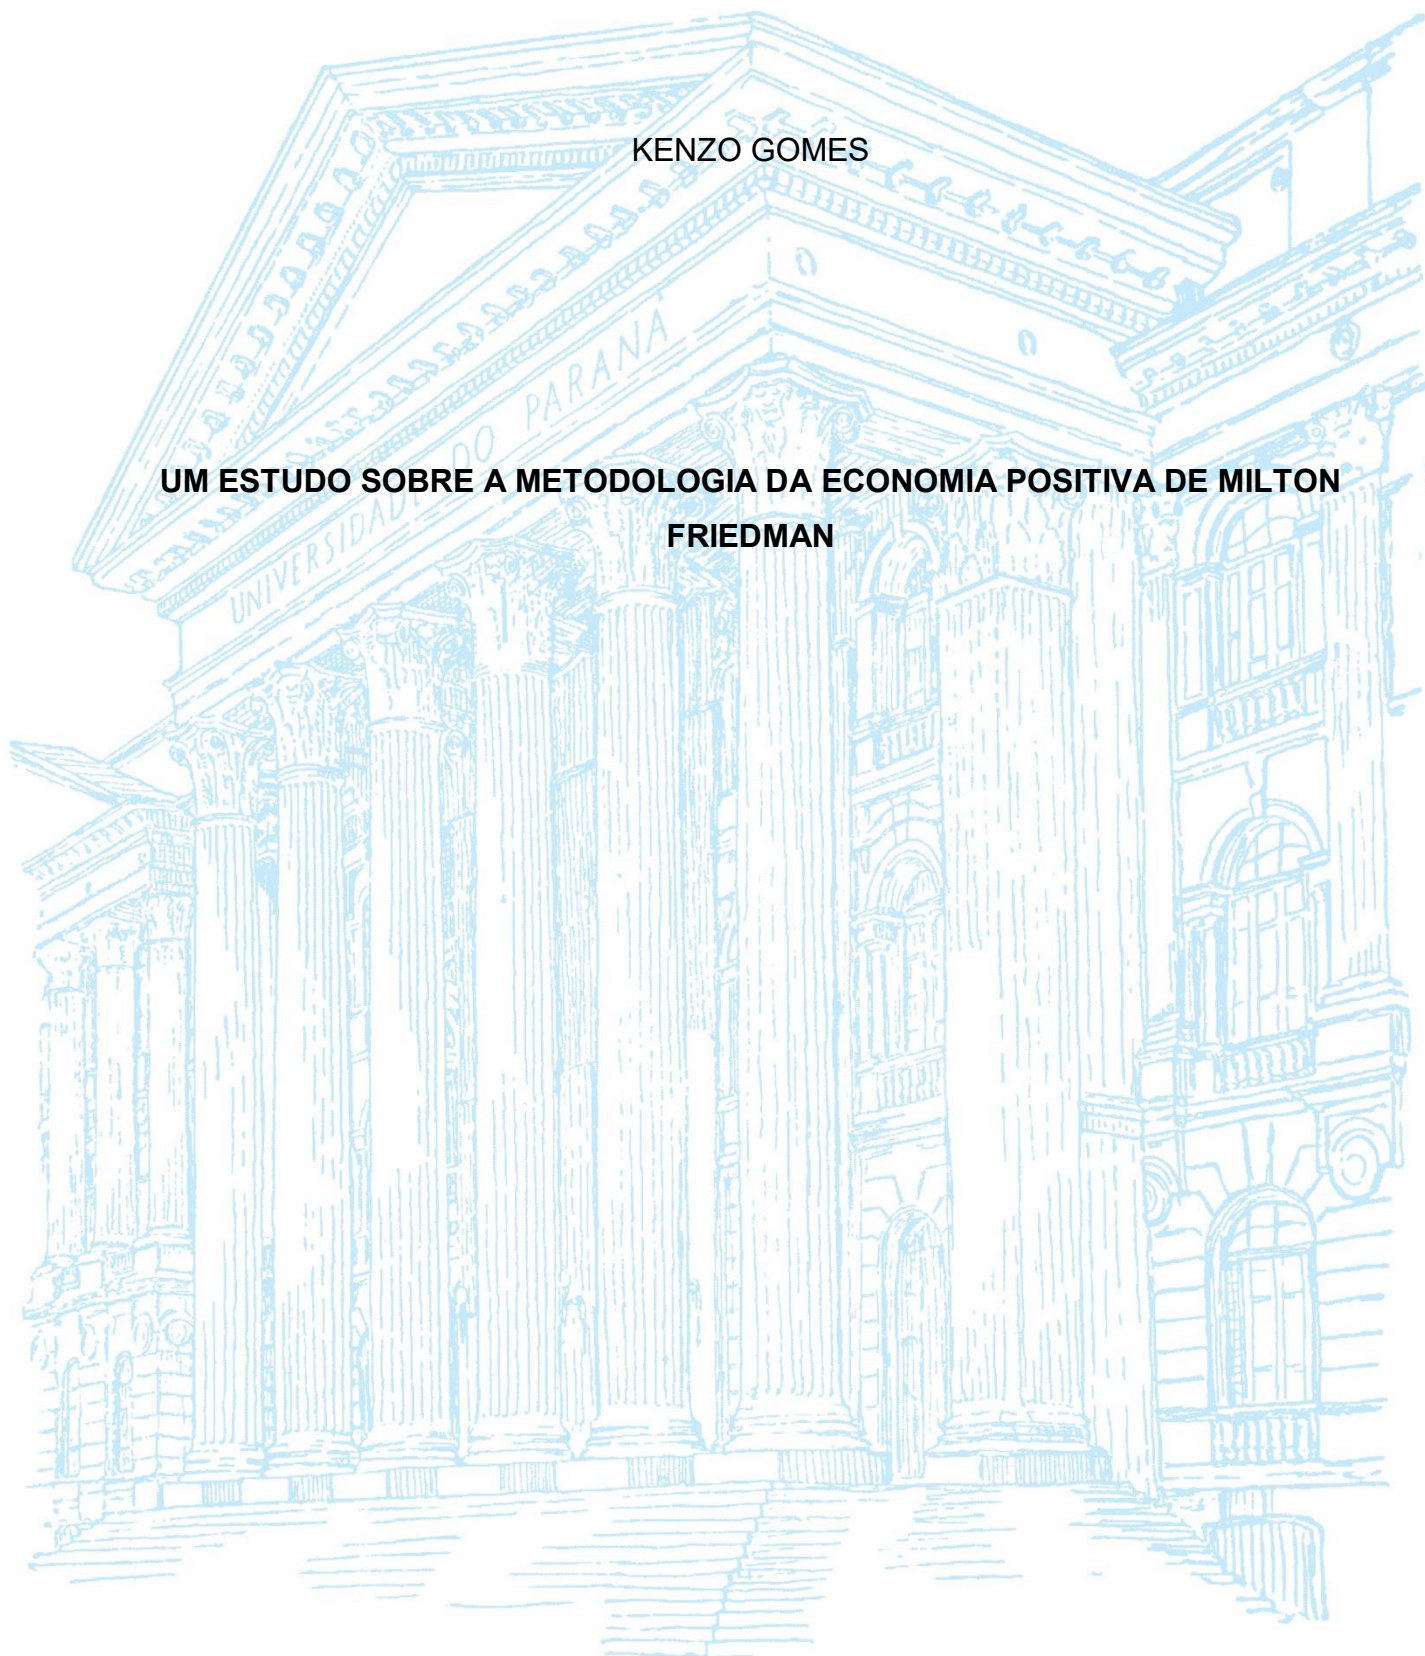 KENZO GOMES
UNIVERSIDADE DO PARANÁ
UM ESTUDO SOBRE A METODOLOGIA DA ECONOMIA POSITIVA DE MILTON
FRIEDMAN